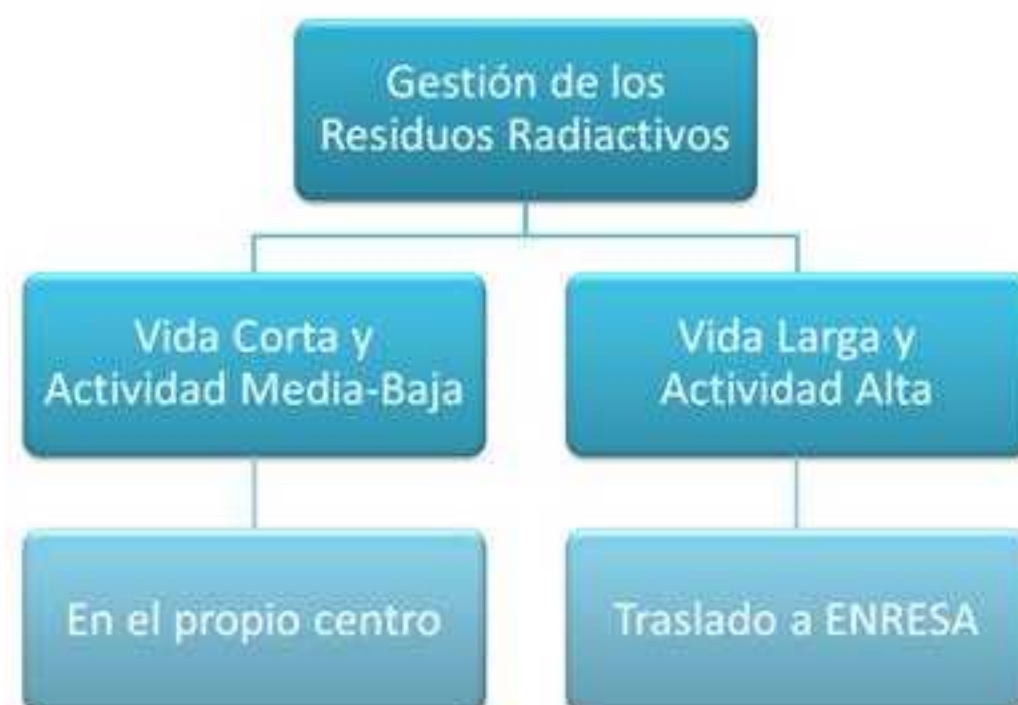 Gestión de los
Residuos Radiactivos
Vida Corta y
Actividad Media-Baja
Vida Larga y
Actividad Alta
En el propio centro
Traslado a ENRESA